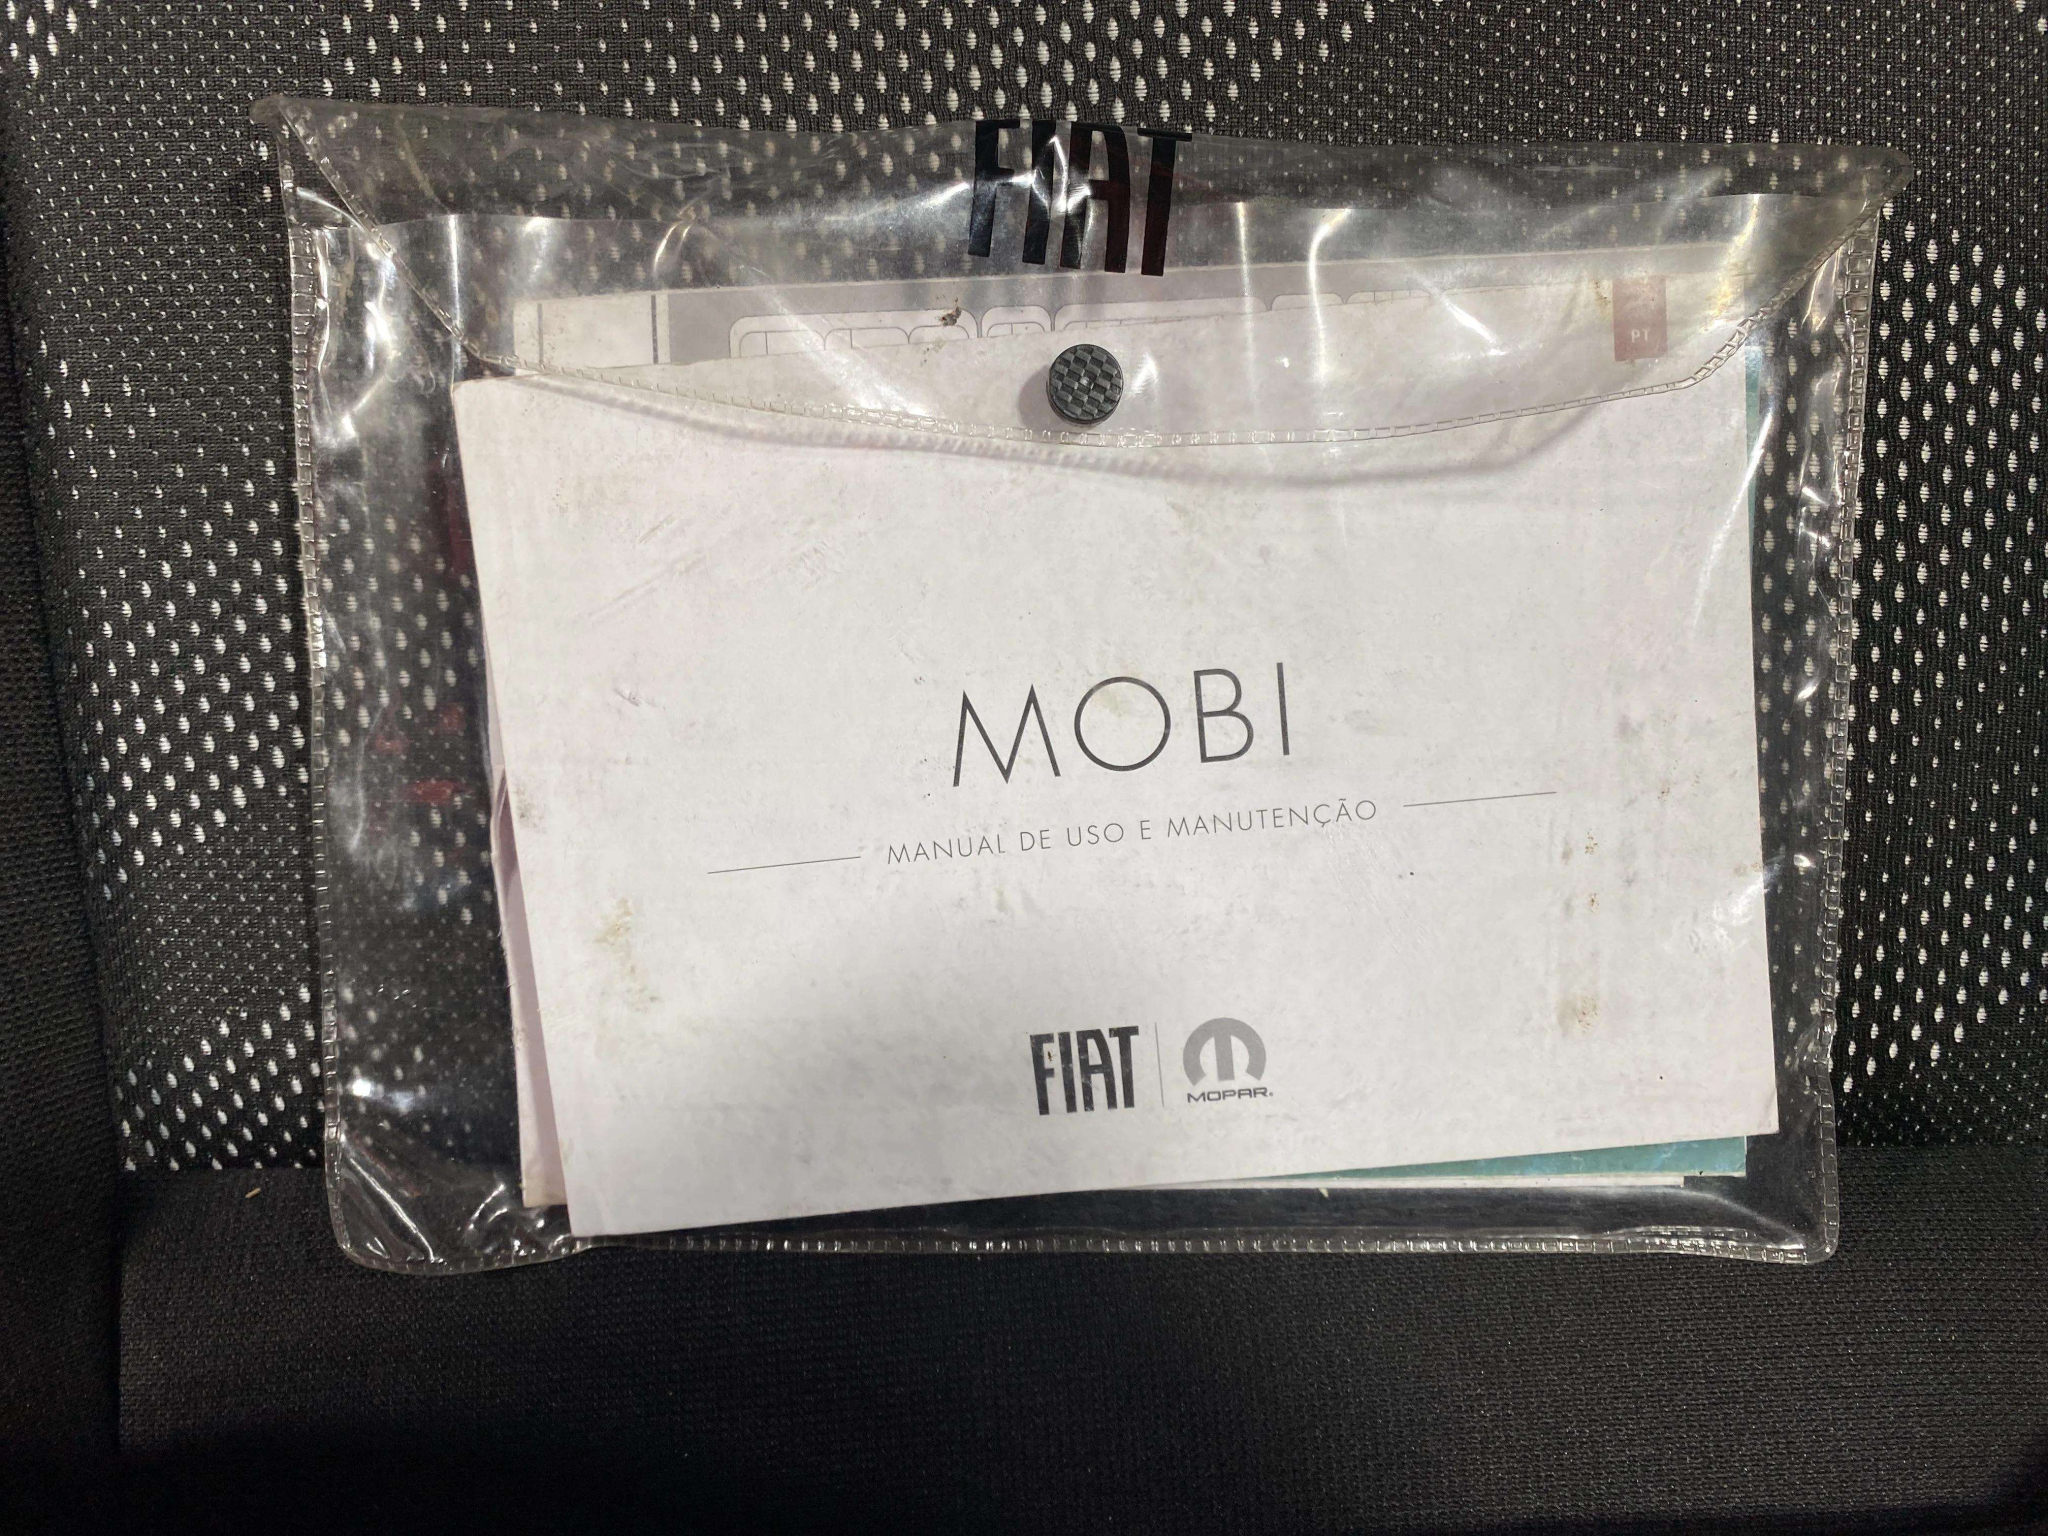 FIAT
PT
MOBI
MANUAL DE USO E MANUTENÇÃO
FIAT
MOPAR®